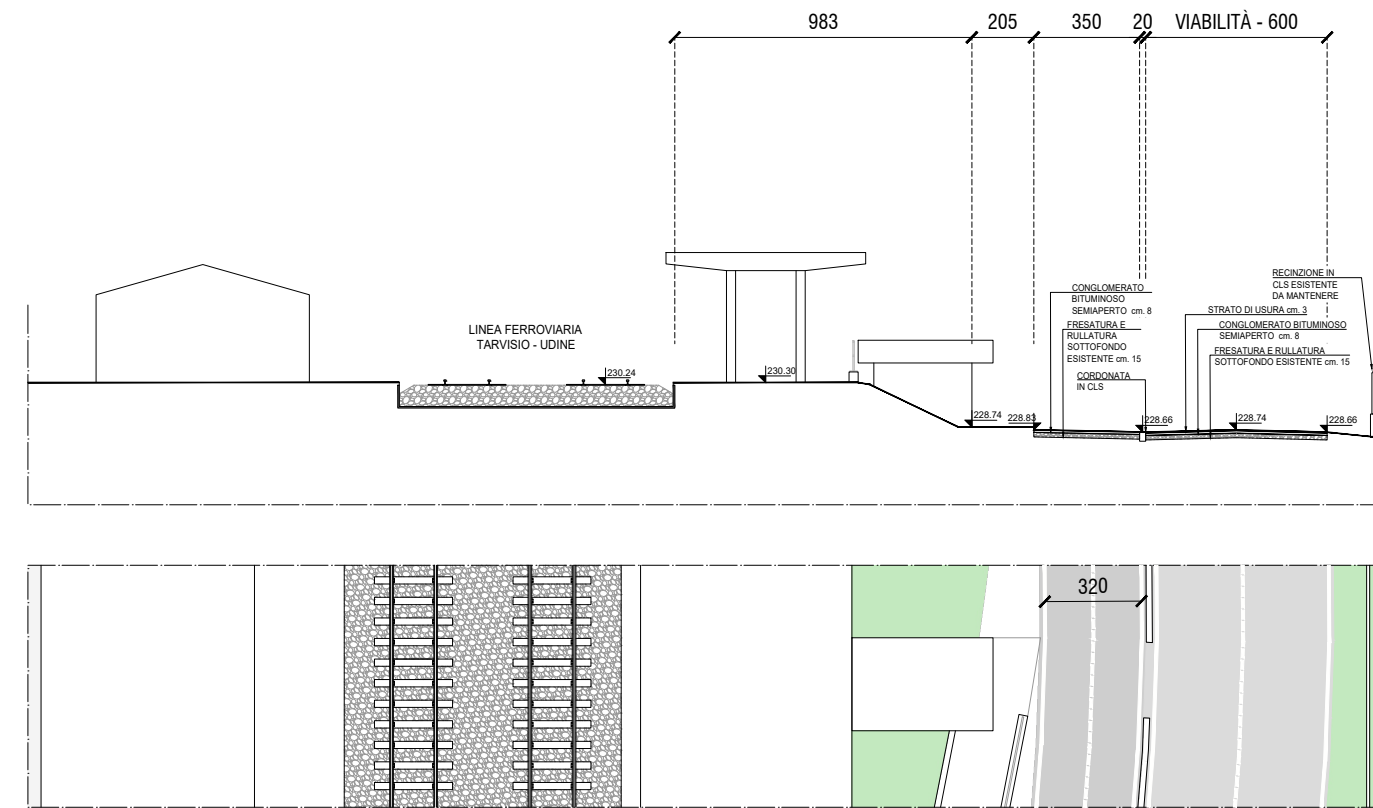 983
205
350
20
VIABILITÀ - 600
LINEA FERROVIARIA
TARVISIO - UDINE
230.24
230.30
228.74
228.83
CONGLOMERATO
BITUMINOSO
SEMIAPERTO cm. 8
FRESATURA E
RULLATURA
SOTTOFONDO
ESISTENTE cm. 15
CORDONATA
IN CLS
228.66
STRATO DI USURA cm. 3
CONGLOMERATO BITUMINOSO
SEMIAPERTO cm. 8
FRESATURA E RULLATURA
SOTTOFONDO ESISTENTE cm. 15
228.74
228.66
RECINZIONE IN
CLS ESISTENTE
DA MANTENERE
320